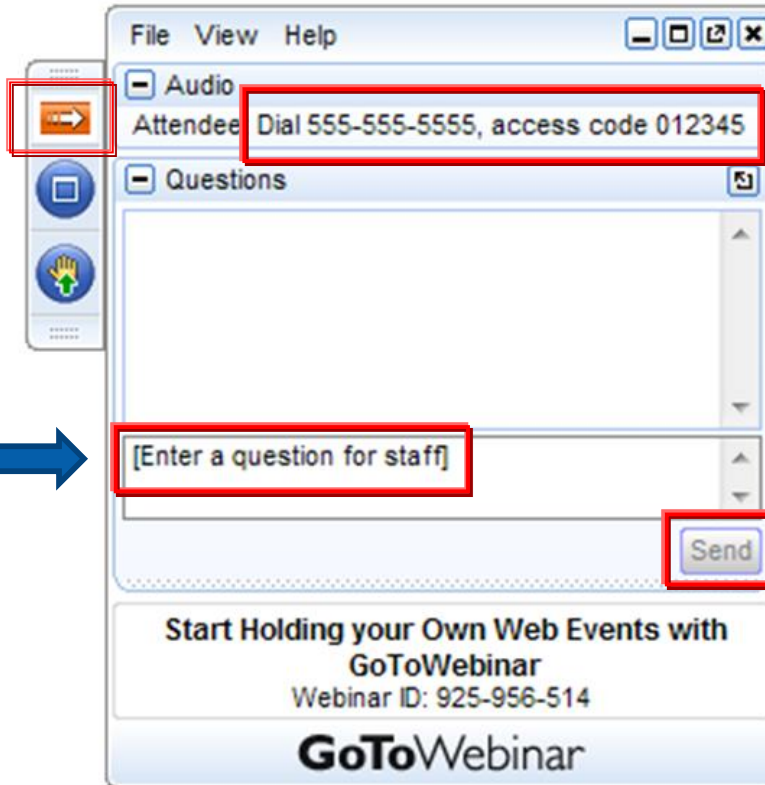 File View Help
Audio
Attendee Dial 555-555-5555, access code 012345
Questions
[Enter a question for staff]
Send
Start Holding your Own Web Events with
GoToWebinar
Webinar ID: 925-956-514
GoToWebinar